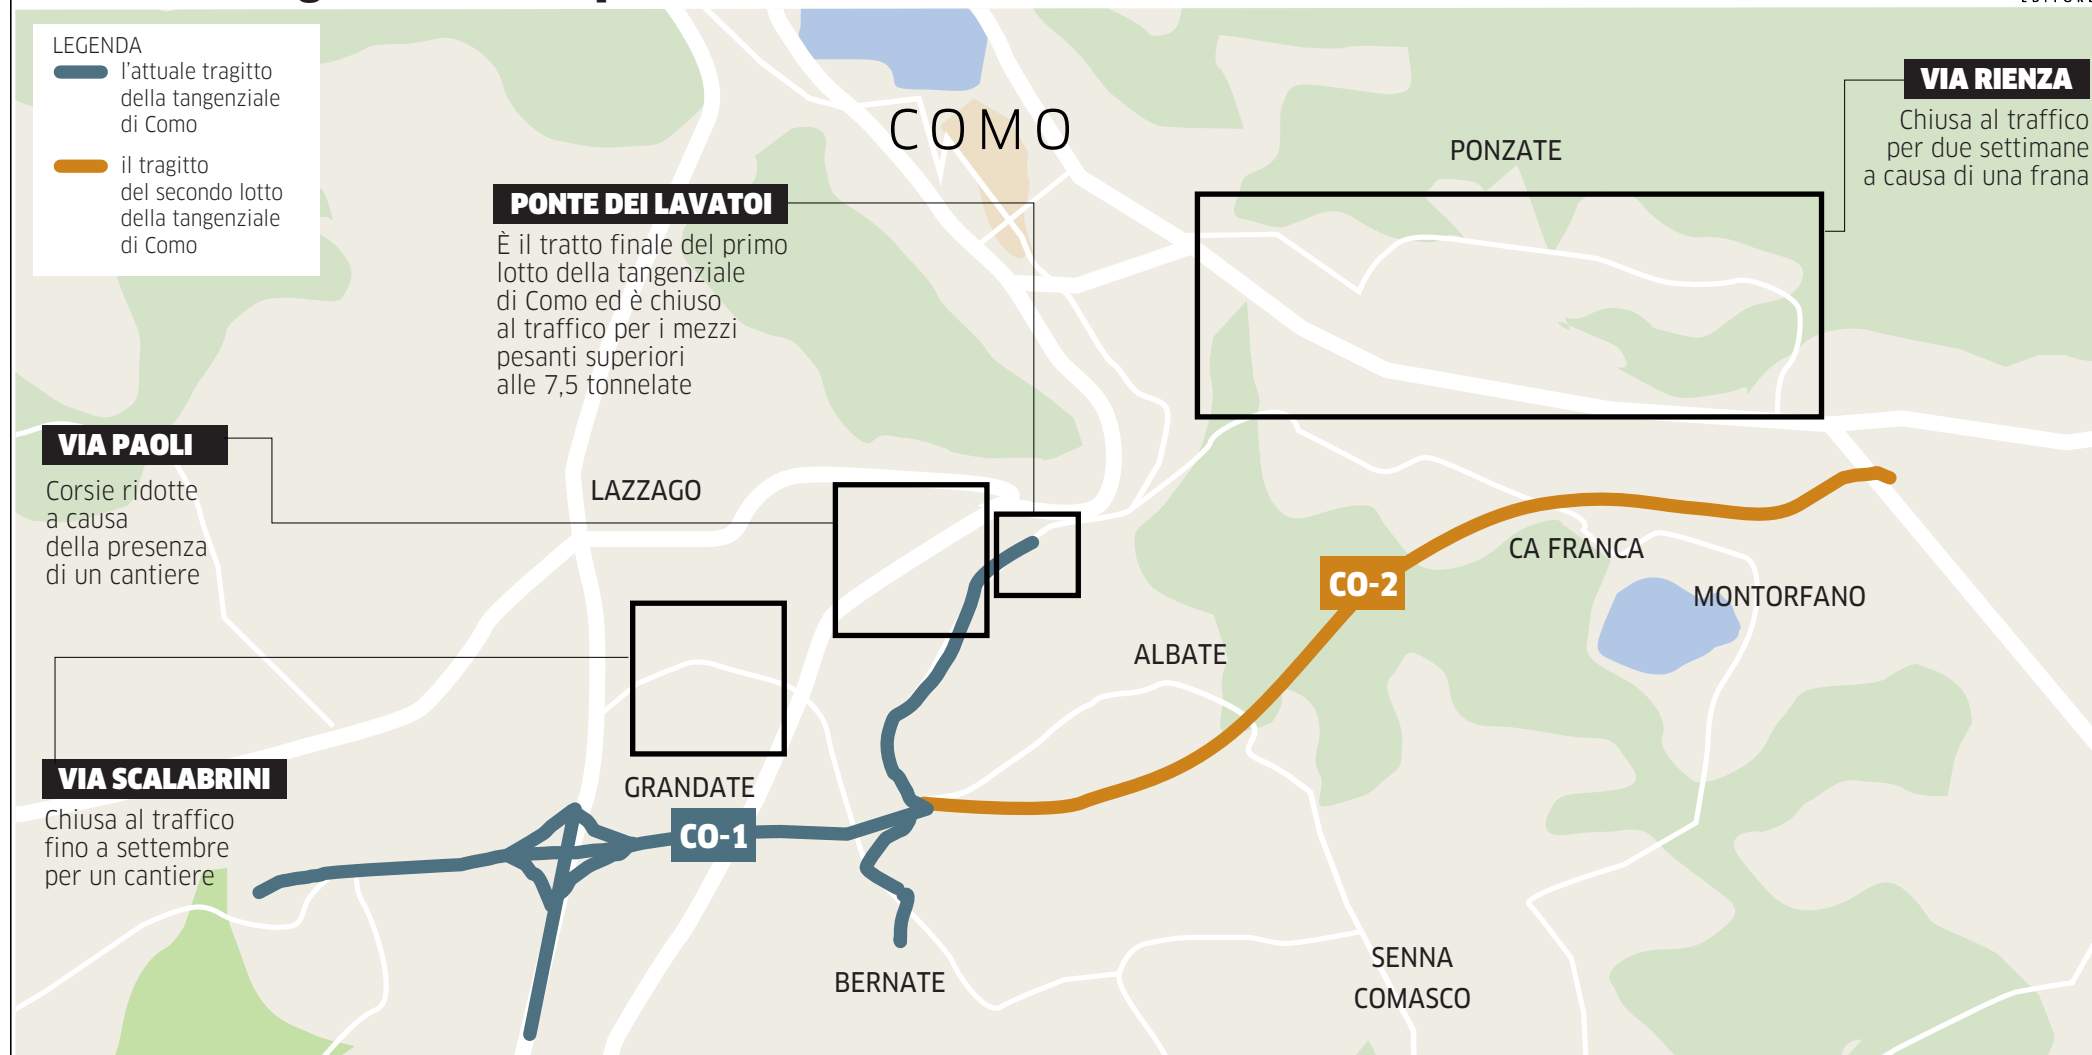 LEGENDA
l'attuale tragitto
della tangenziale
di Como
il tragitto
del secondo lotto
della tangenziale
di Como
COMO
PONZATE
VIA RIENZA
Chiusa al traffico
per due settimane
a causa di una frana
PONTE DEI LAVATOI
È il tratto finale del primo
lotto della tangenziale
di Como ed è chiuso
al traffico per i mezzi
pesanti superiori
alle 7,5 tonnelate
VIA PAOLI
Corsie ridotte
a causa
della presenza
di un cantiere
LAZZAGO
CA FRANCA
CO-2
MONTORFANO
ALBATE
VIA SCALABRINI
Chiusa al traffico
fino a settembre
per un cantiere
GRANDATE
CO-1
BERNATE
SENNA
COMASCO